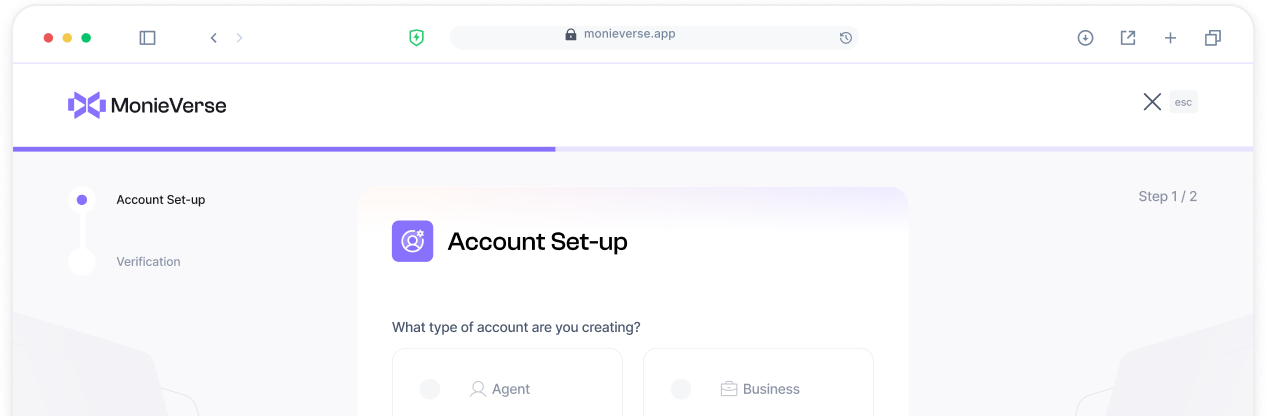 monieverse.app
MonieVerse
esc
Account Set-up
Step 1 / 2
Account Set-up
Verification
What type of account are you creating?
Agent
Business